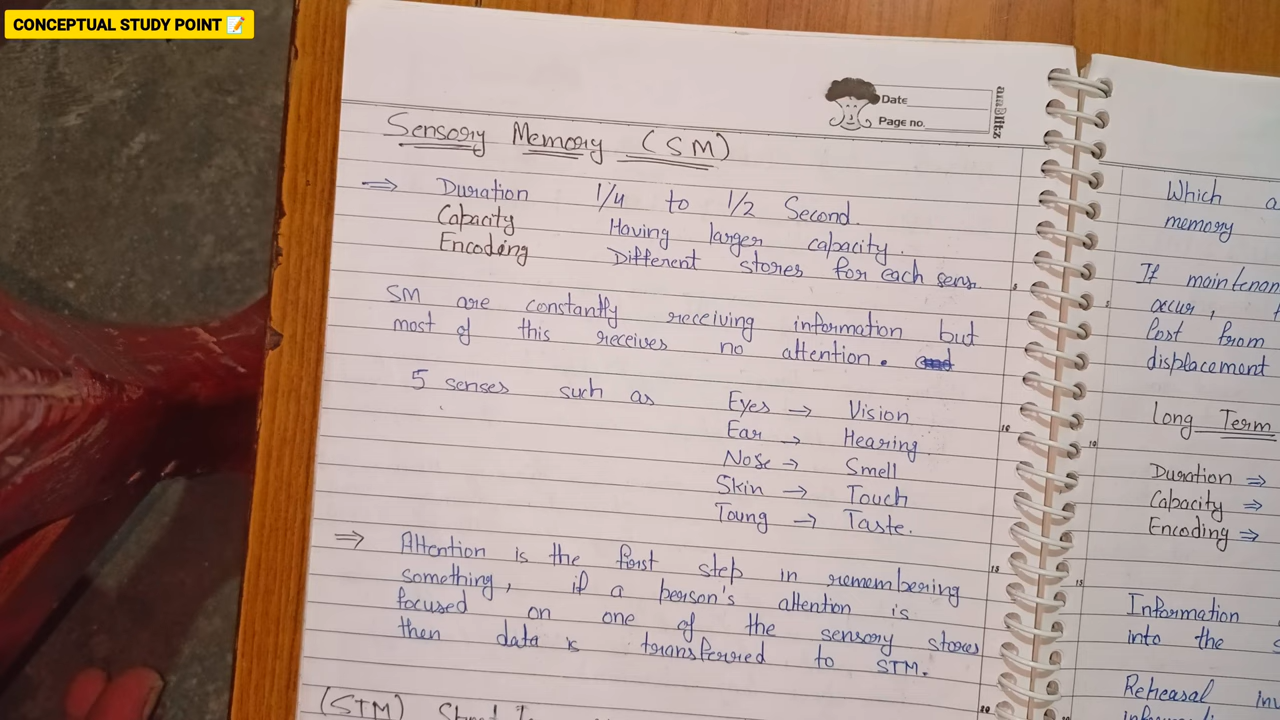 CONCEPTUAL STUDY POINT 📝
Date
Page no.
Sensory Memory (SM)
⇒ Duration 1/4 to 1/2 Second.
Capacity Having larger capacity.
Encoding Different stores for each sens.
SM are constantly receiving information but
most of this receives no attention.
5 senses such as Eyes → Vision
Ear → Hearing
Nose → Smell
Skin → Touch
Toung → Taste.
⇒ Attention is the first step in remembering
something, if a person's attention is
focused on one of the sensory stores
then data is transferred to STM.
(STM)
Which a
memory
If maintenan
occur,
lost from
displacement
Long Term
Duration ⇒
Capacity ⇒
Encoding ⇒
Information
into the
Rehearsal